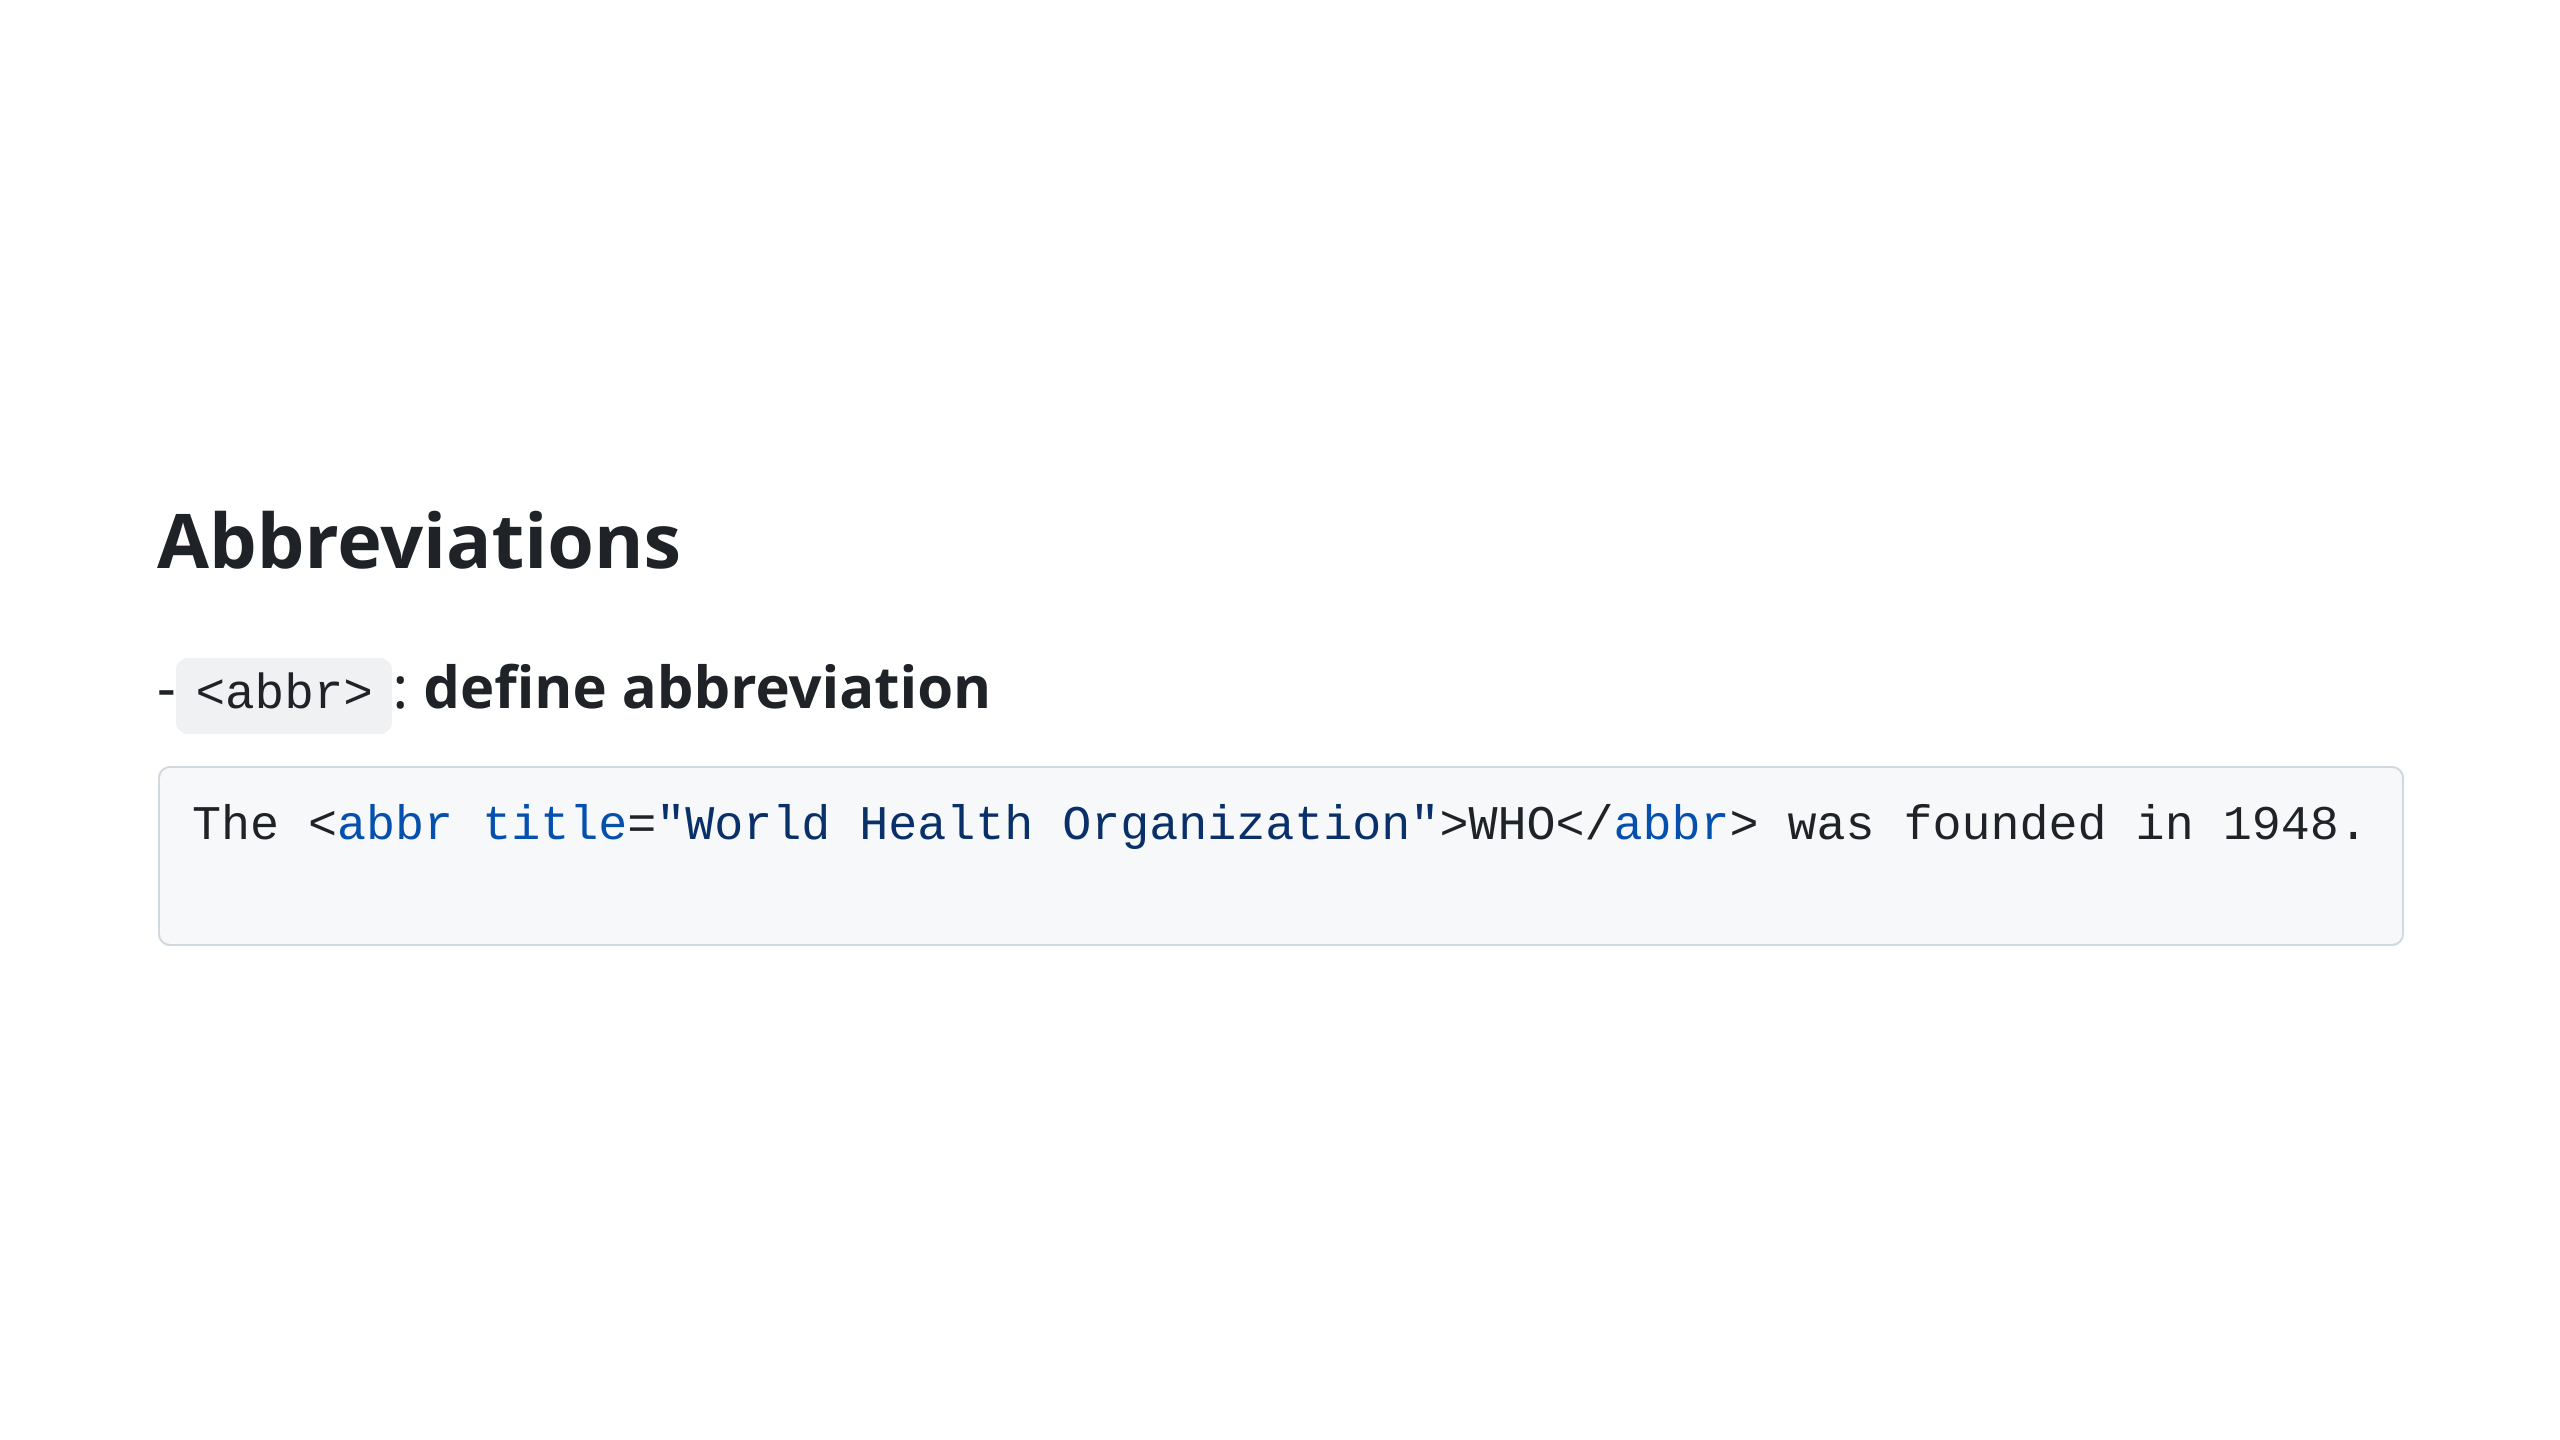 Abbreviations
- <abbr> : define abbreviation
The <abbr title="World Health Organization">WHO</abbr> was founded in 1948.